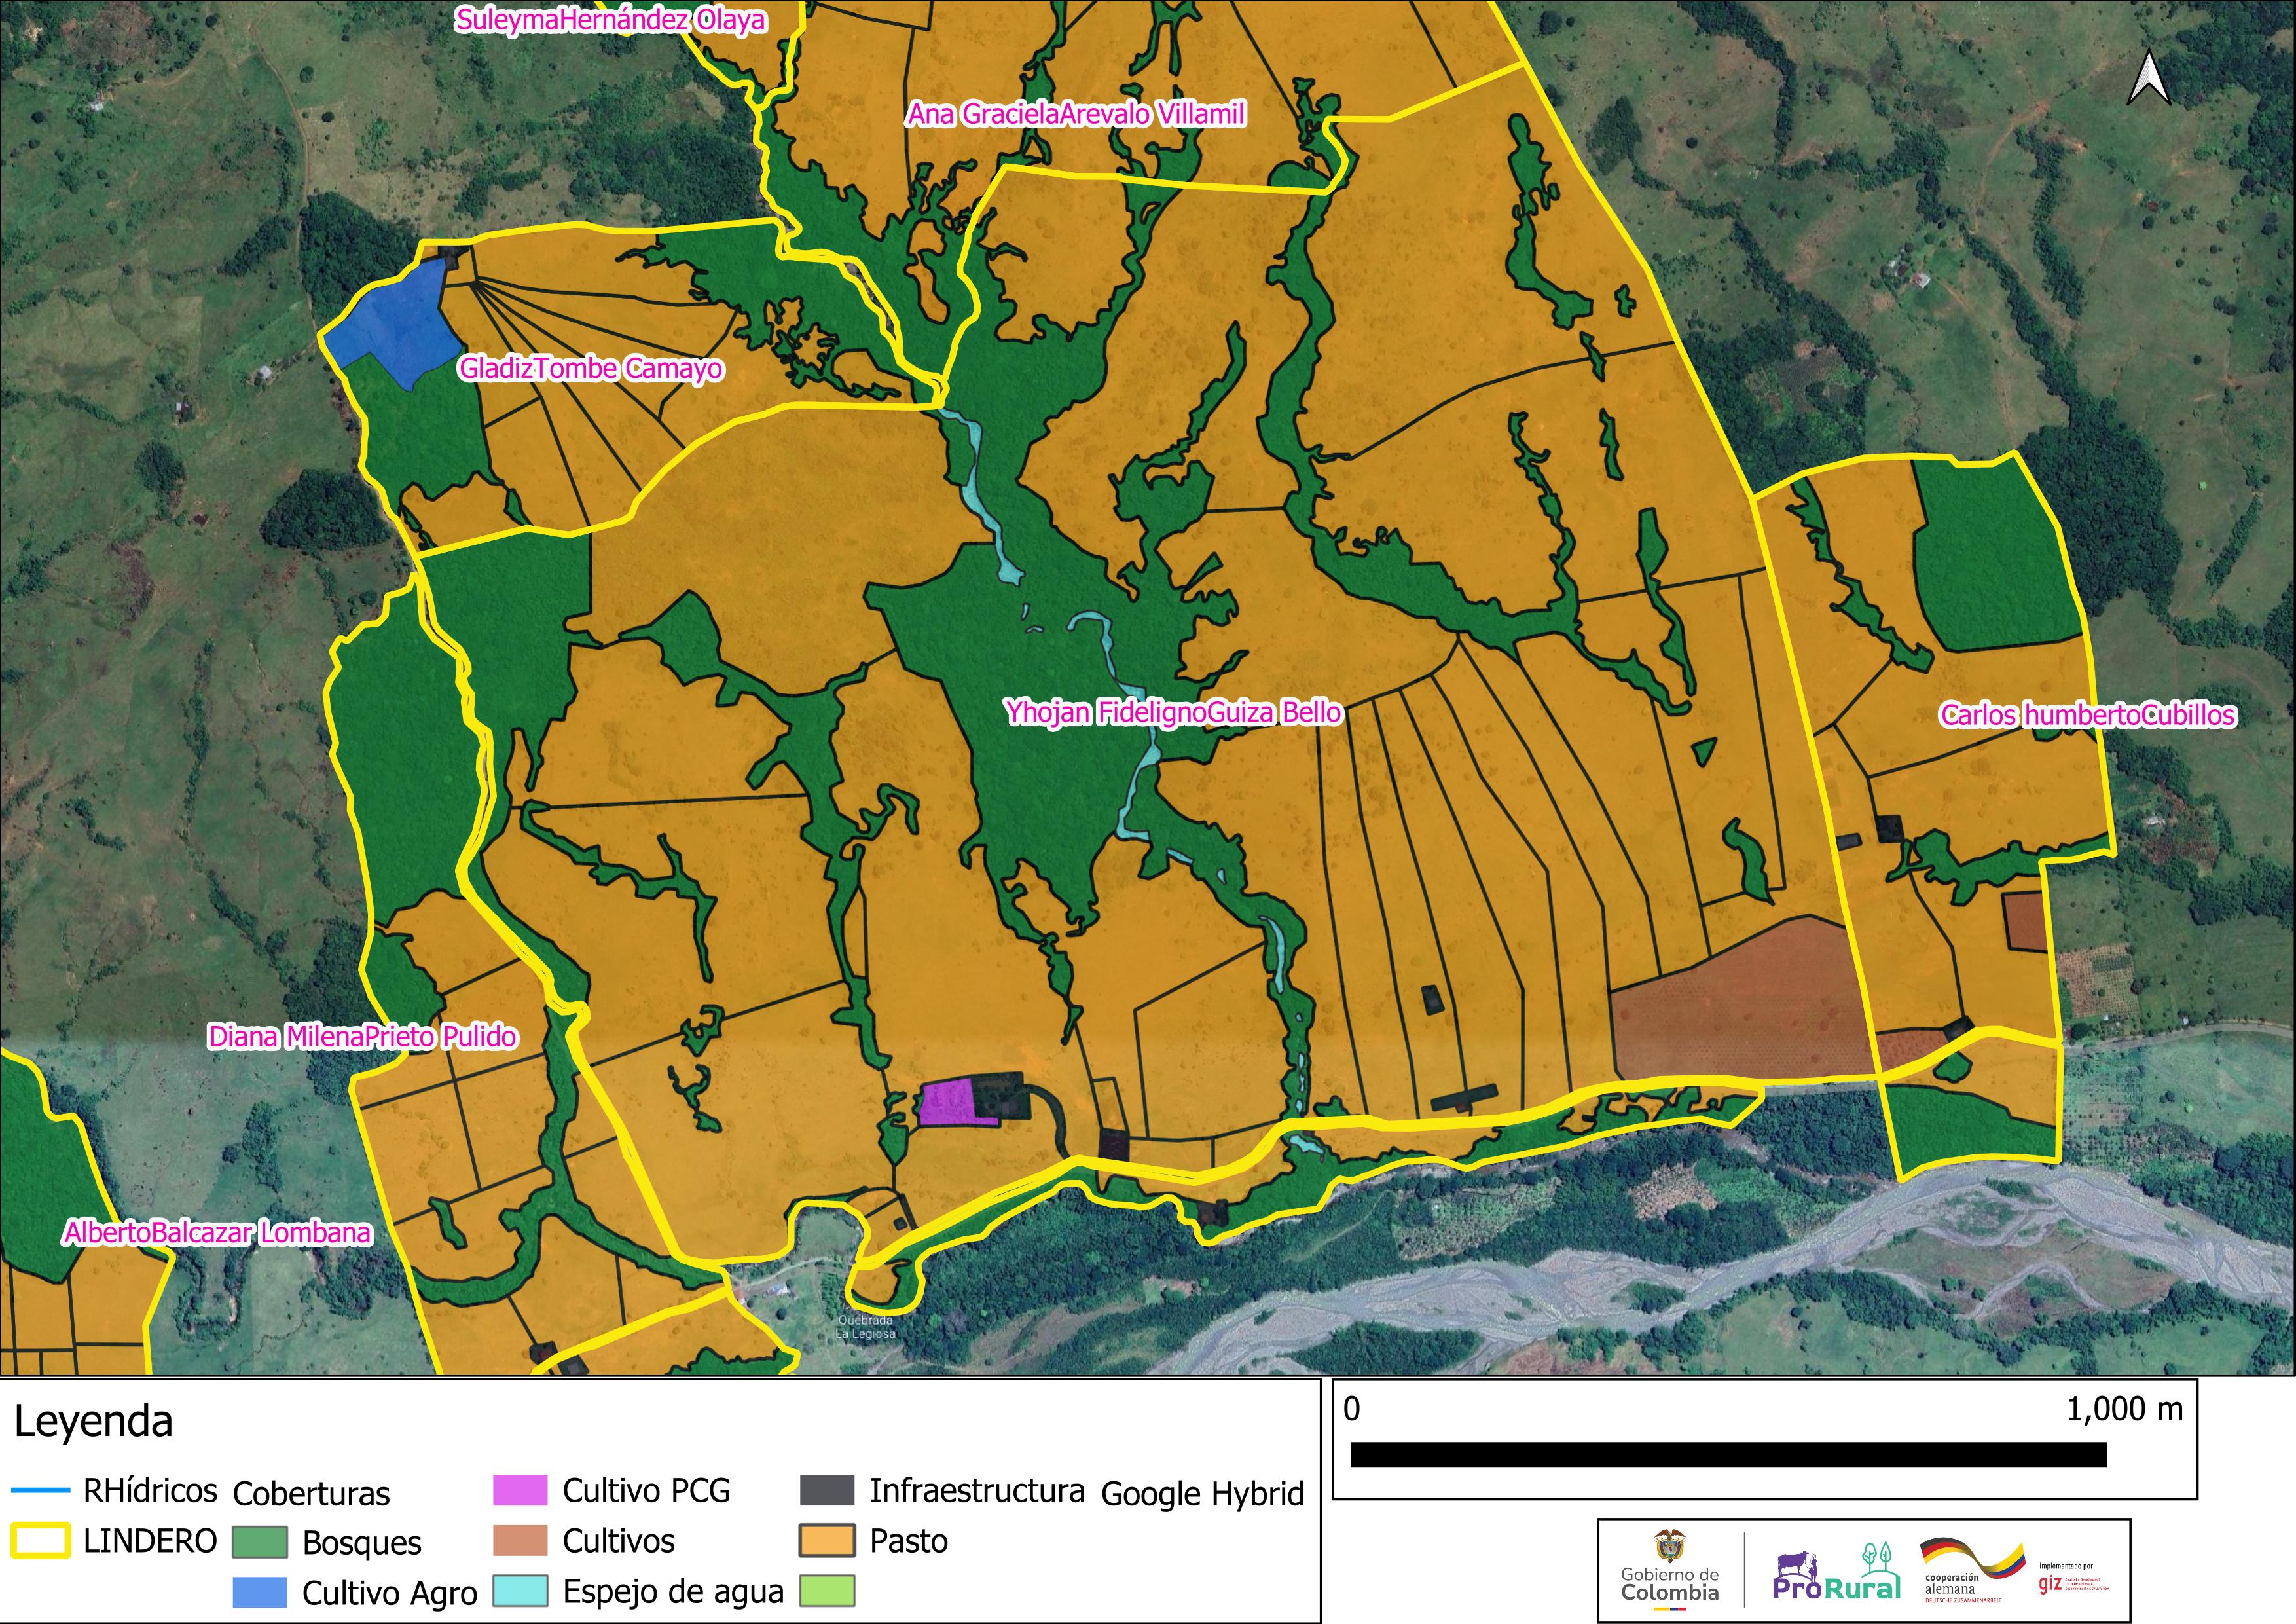 SuleymaHernández Olaya
Ana GracielaArevalo Villamil
GladizTombe Camayo
Yhojan FidelignoGuiza Bello
Carlos humbertoCubillos
Diana MilenaPrieto Pulido
AlbertoBalcazar Lombana
Quebrada
La Legiosa
Leyenda
RHídricos
LINDERO
Coberturas
Bosques
Cultivo Agro
Cultivo PCG
Cultivos
Espejo de agua
Infraestructura
Pasto
Google Hybrid
0 1,000 m
Gobierno de
Colombia
ProRural
cooperación
alemana
DEUTSCHE ZUSAMMENARBEIT
Implementado por
giz